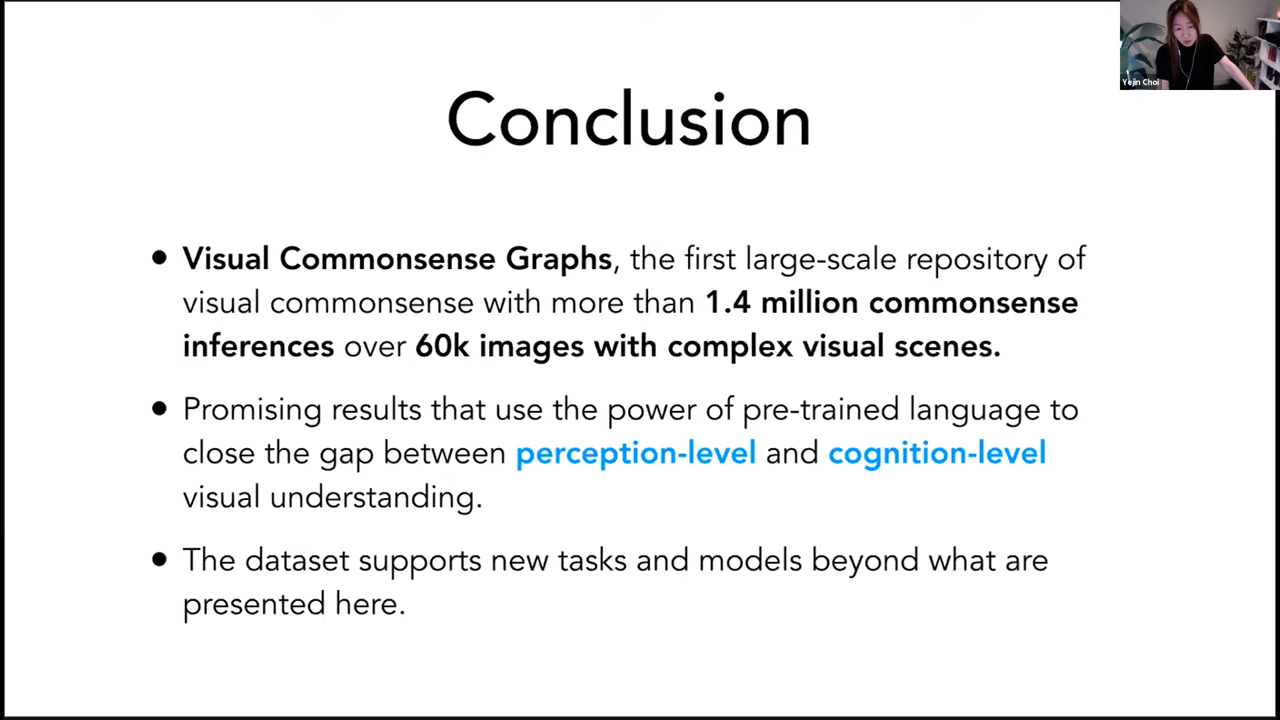 Yejin Choi
Conclusion
• Visual Commonsense Graphs, the first large-scale repository of
visual commonsense with more than 1.4 million commonsense
inferences over 60k images with complex visual scenes.
• Promising results that use the power of pre-trained language to
close the gap between perception-level and cognition-level
visual understanding.
• The dataset supports new tasks and models beyond what are
presented here.